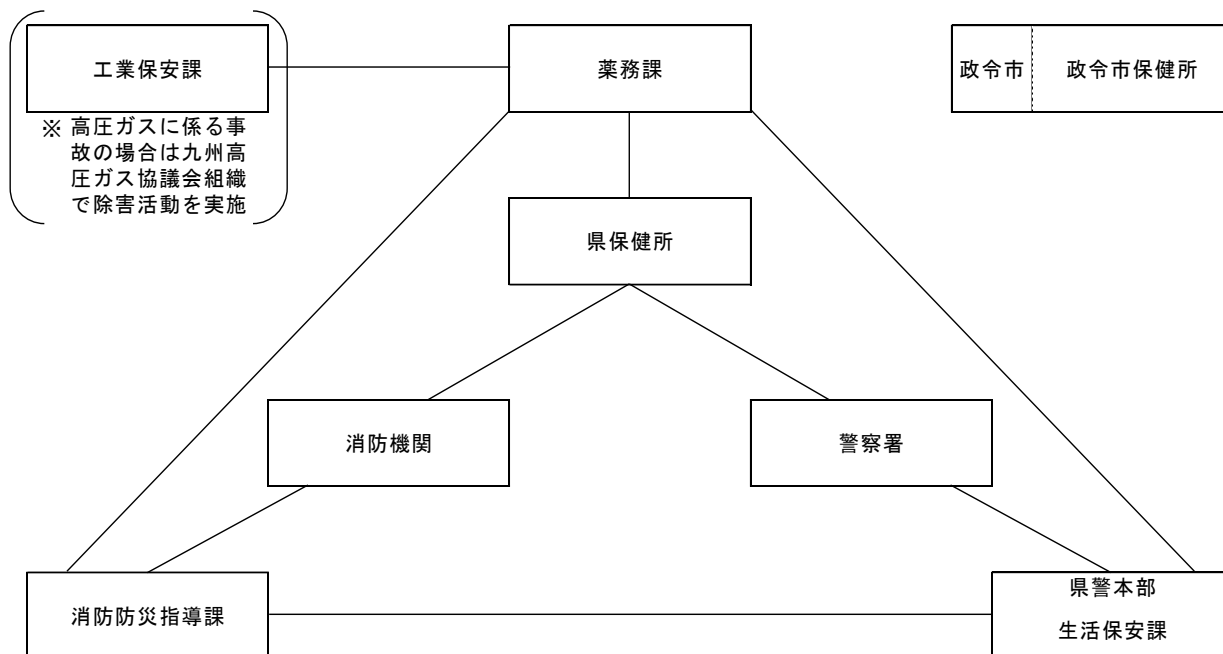 工業保安課
薬務課
政令市
政令市保健所
※ 高圧ガスに係る事
故の場合は九州高
圧ガス協議会組織
で除害活動を実施
県保健所
消防機関
警察署
消防防災指導課
県警本部
生活保安課